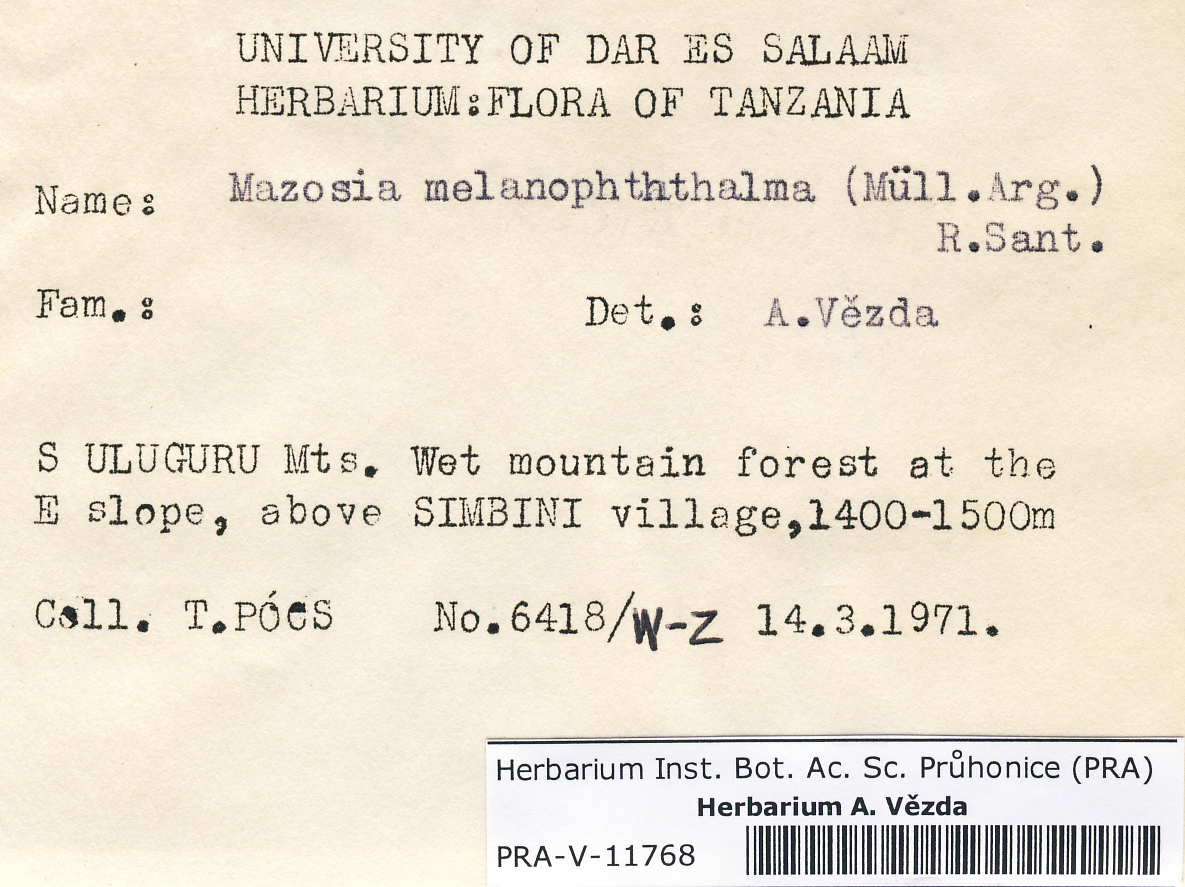 UNIVERSITY OF DAR ES SALAAM
HERBARIUM:FLORA OF TANZANIA
Name: Mazosia melanophththalma (Müll.Arg.)
R.Sant.
Fam.: Det.: A.Vězda
S ULUGURU Mts. Wet mountain forest at the
E slope, above SIMBINI village,1400-1500m
Coll. T.PÓCS No.6418/W-Z 14.3.1971.
Herbarium Inst. Bot. Ac. Sc. Průhonice (PRA)
Herbarium A. Vězda
PRA-V-11768